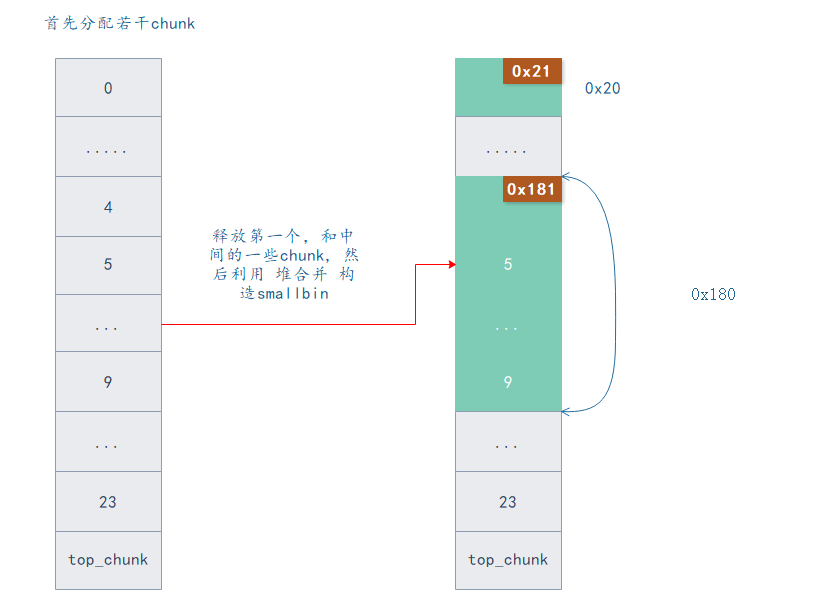 首先分配若干chunk
0
.....
4
5
...
9
...
23
top_chunk
释放第一个，和中
间的一些chunk，然
后利用 堆合并 构
造smallbin
0x21
0x20
.....
0x181
5
...
9
0x180
...
23
top_chunk